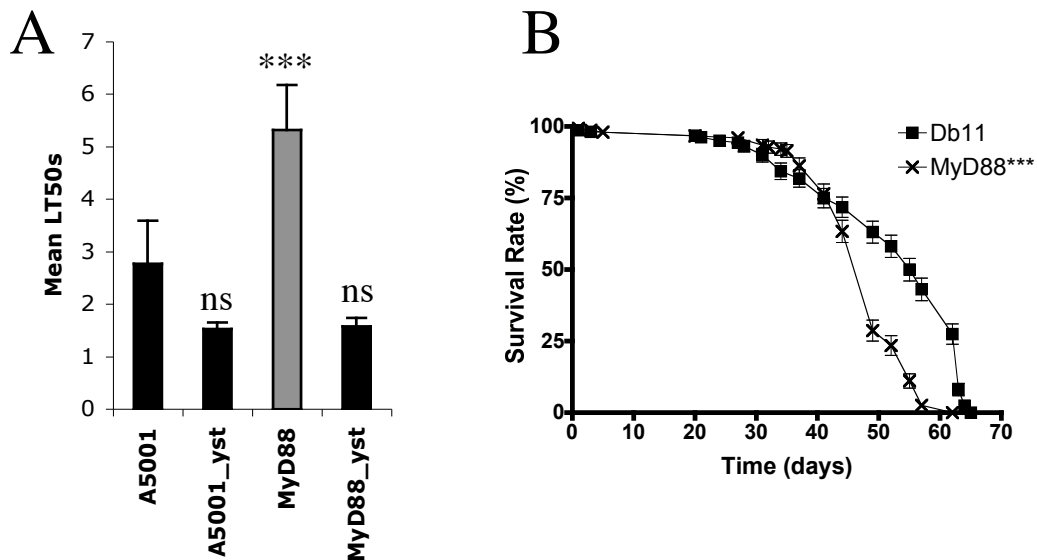 A
Mean LT50s
7
6
5
4
3
2
1
0
***
ns
ns
A5001
A5001_yst
MyD88
MyD88_yst
B
Survival Rate (%)
100
75
50
25
0
0 10 20 30 40 50 60 70
Time (days)
Db11
MyD88***